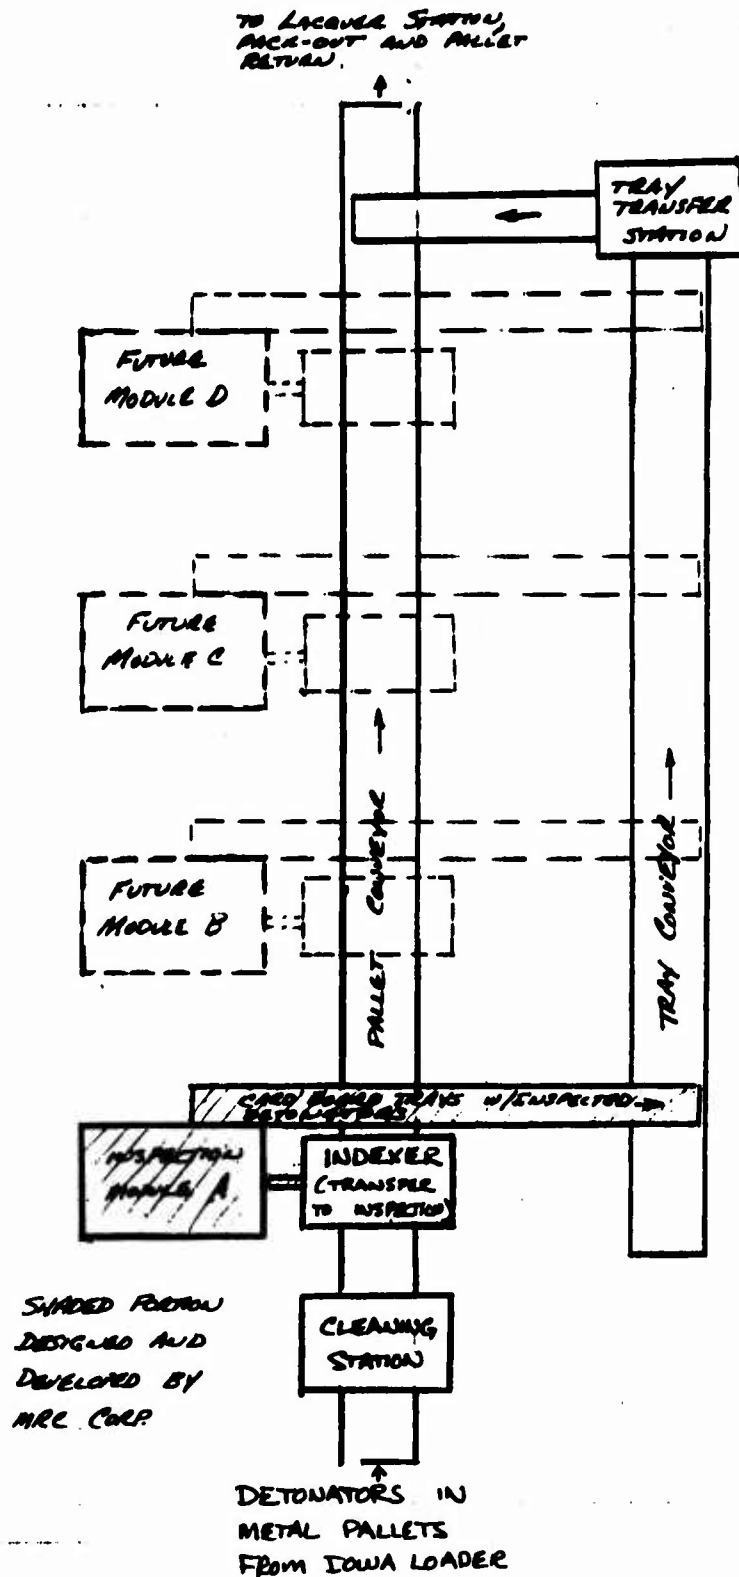 TO LACQUER STATION,
PACK-OUT AND PALLET
RETURN.
TRAY
TRANSFER
STATION
FUTURE
MODULE D
FUTURE
MODULE C
FUTURE
MODULE B
PALLET CONVEYOR
TRAY CONVEYOR
CARD BOARD TRAYS W/INSPECTED
DETONATORS
INSPECTION
MODULE A
INDEXER
(TRANSFER
TO INSPECTION)
CLEANING
STATION
SHADED PORTION
DESIGNED AND
DEVELOPED BY
MRC CORP.
DETONATORS IN
METAL PALLETS
FROM IOWA LOADER